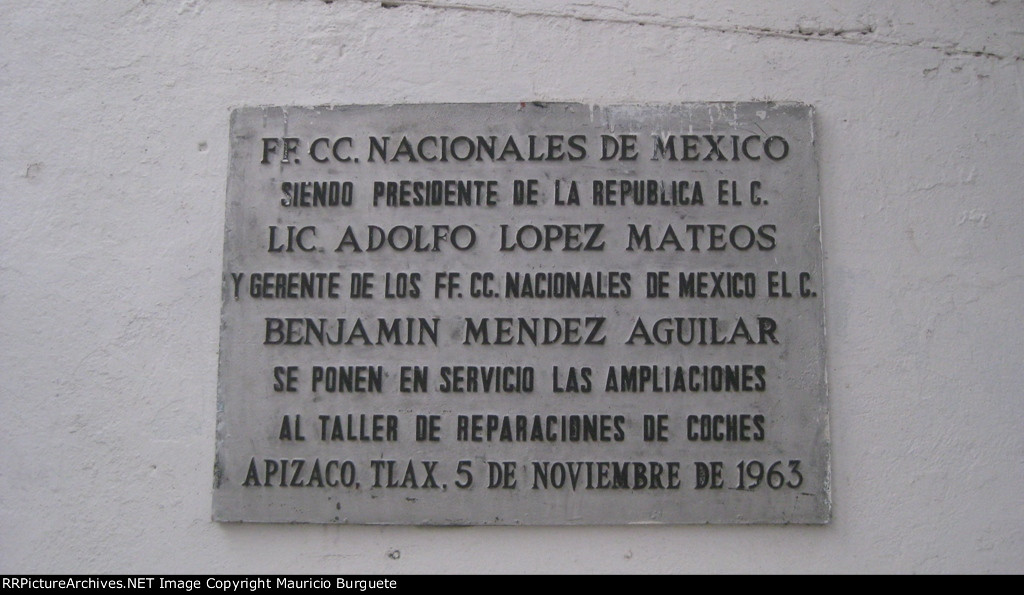 FF. CC. NACIONALES DE MEXICO
SIENDO PRESIDENTE DE LA REPUBLICA EL C.
LIC. ADOLFO LOPEZ MATEOS
Y GERENTE DE LOS FF. CC. NACIONALES DE MEXICO EL C.
BENJAMIN MENDEZ AGUILAR
SE PONEN EN SERVICIO LAS AMPLIACIONES
AL TALLER DE REPARACIONES DE COCHES
APIZACO, TLAX, 5 DE NOVIEMBRE DE 1963
RRPictureArchives.NET Image Copyright Mauricio Burguete